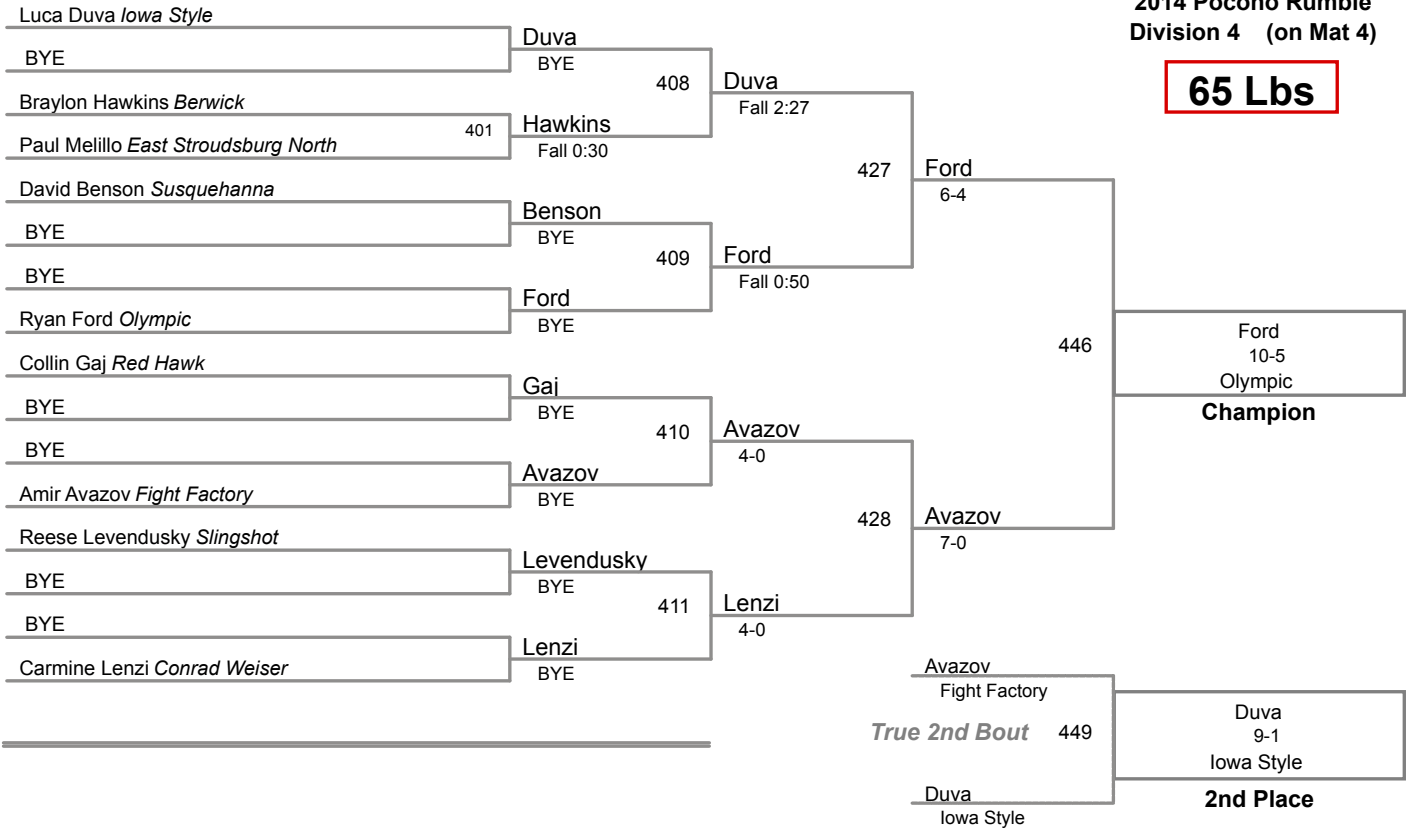 2014 Pocono Rumble
Division 4 (on Mat 4)
65 Lbs
Luca Duva Iowa Style
BYE
Braylon Hawkins Berwick
Paul Melillo East Stroudsburg North
David Benson Susquehanna
BYE
BYE
Ryan Ford Olympic
Collin Gaj Red Hawk
BYE
BYE
Amir Avazov Fight Factory
Reese Levendusky Slingshot
BYE
BYE
Carmine Lenzi Conrad Weiser
401
Duva
BYE
Hawkins
Fall 0:30
Benson
BYE
Ford
BYE
Gaj
BYE
Avazov
BYE
Levendusky
BYE
Lenzi
BYE
408
409
410
411
Duva
Fall 2:27
Ford
Fall 0:50
Avazov
4-0
Lenzi
4-0
427
428
Ford
6-4
Avazov
7-0
446
Ford
10-5
Olympic
Champion
Avazov
Fight Factory
True 2nd Bout 449
Duva
Iowa Style
Duva
9-1
Iowa Style
2nd Place